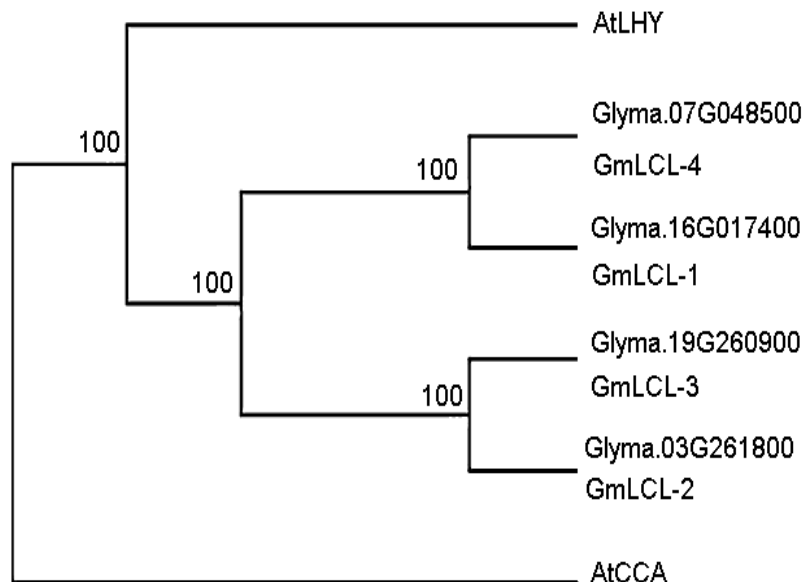 AtLHY
100
Glyma.07G048500
100
GmLCL-4
Glyma.16G017400
100
GmLCL-1
Glyma.19G260900
100
GmLCL-3
Glyma.03G261800
GmLCL-2
AtCCA